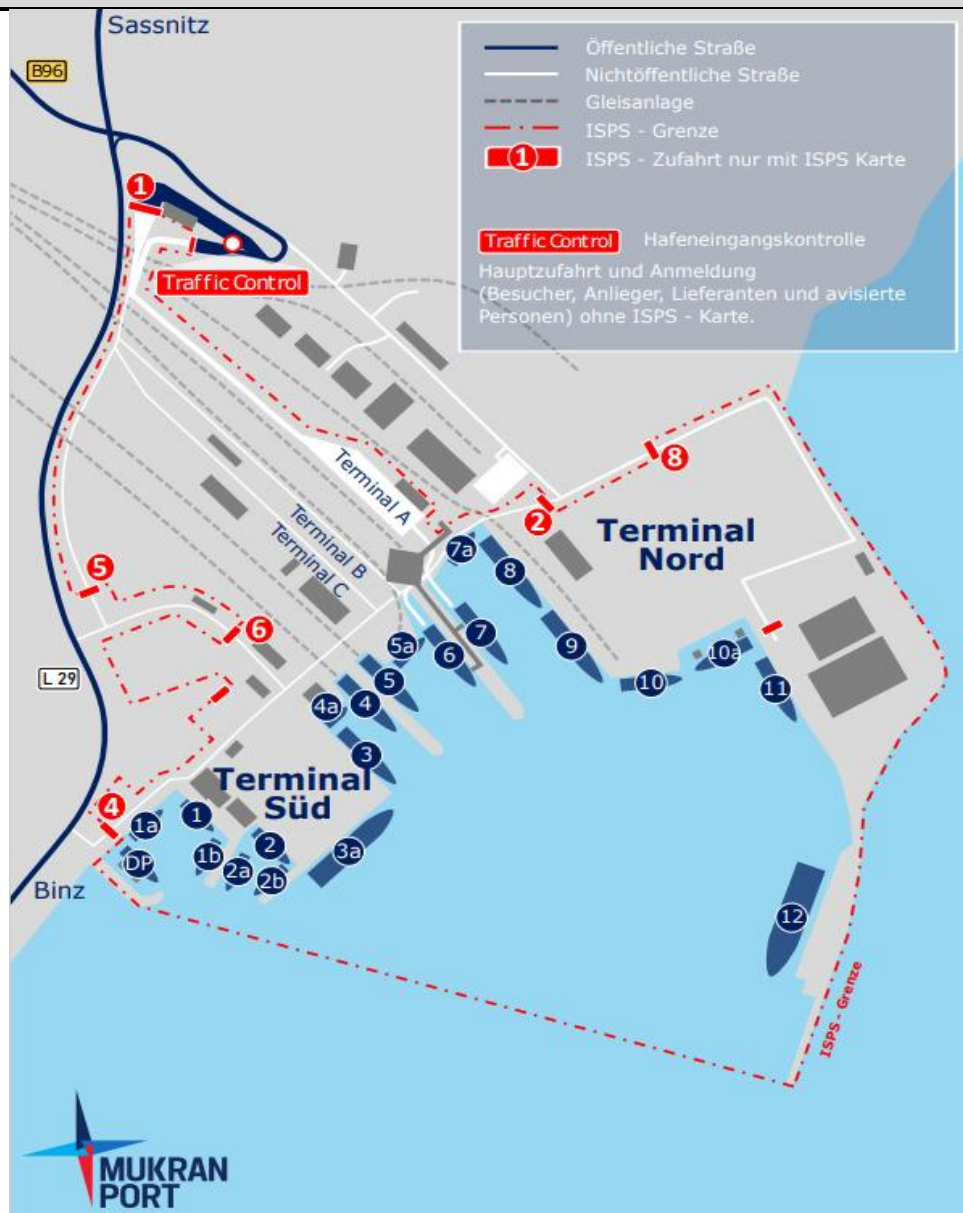 Sassnitz
B96
Öffentliche Straße
Nichtöffentliche Straße
Gleisanlage
ISPS - Grenze
1 ISPS - Zufahrt nur mit ISPS Karte
Traffic Control Hafeneingangskontrolle
Hauptzufahrt und Anmeldung
(Besucher, Anlieger, Lieferanten und avisierte
Personen) ohne ISPS - Karte.
1
Traffic Control
8
2
Terminal A
Terminal B
Terminal C
Terminal
Nord
7a
8
5
6
7
9
5a
6
10a
10
11
L 29
5
4
4a
3
Terminal
Süd
4
1a
1
DP
1b
2
2a
2b
3a
Binz
12
ISPS - Grenze
MUKRAN
PORT